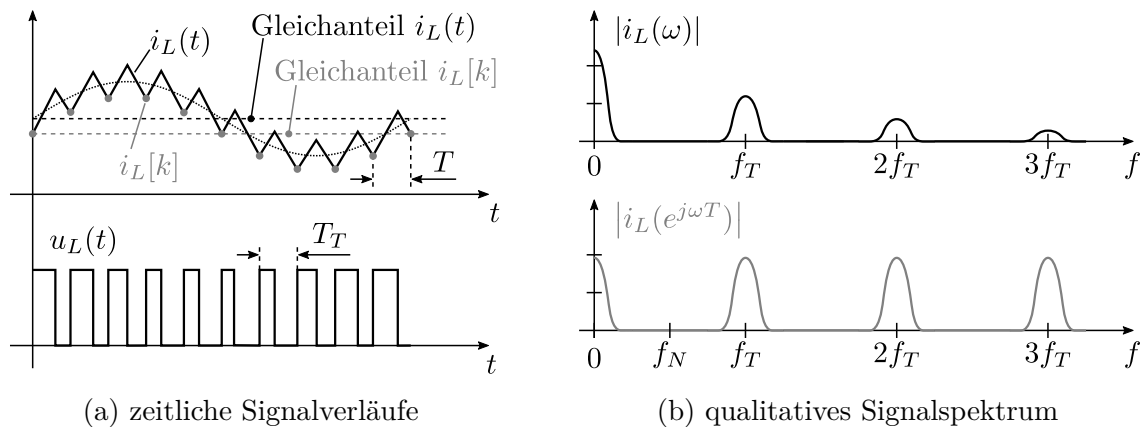 i_L(t)
Gleichanteil i_L(t)
Gleichanteil i_L[k]
i_L[k]
T
t
u_L(t)
T_T
t
(a) zeitliche Signalverläufe
|i_L(ω)|
0
f_T
2f_T
3f_T
f
|i_L(e^{jωT})|
0
f_N
f_T
2f_T
3f_T
f
(b) qualitatives Signalspektrum